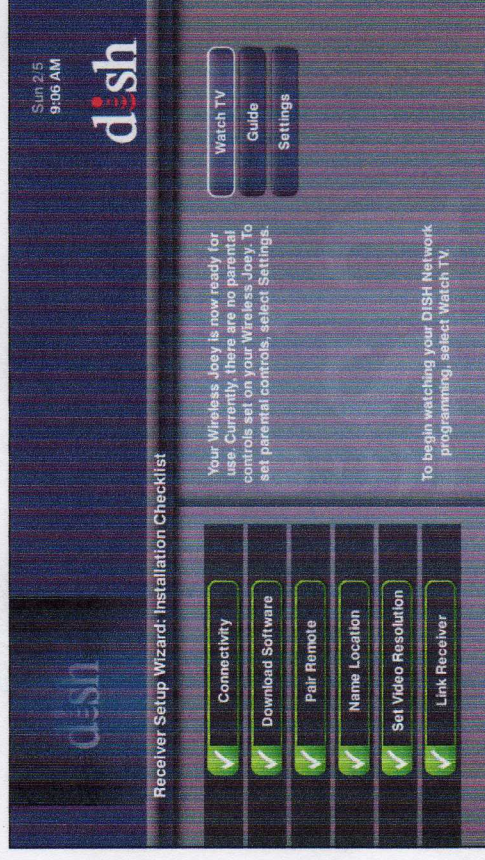 dish
Sun 2/5
9:06 AM
dish
Receiver Setup Wizard: Installation Checklist
Connectivity
Download Software
Pair Remote
Name Location
Set Video Resolution
Link Receiver
Your Wireless Joey is now ready for
use. Currently, there are no parental
controls set on your Wireless Joey. To
set parental controls, select Settings.
To begin watching your DISH Network
programming, select Watch TV.
Watch TV
Guide
Settings